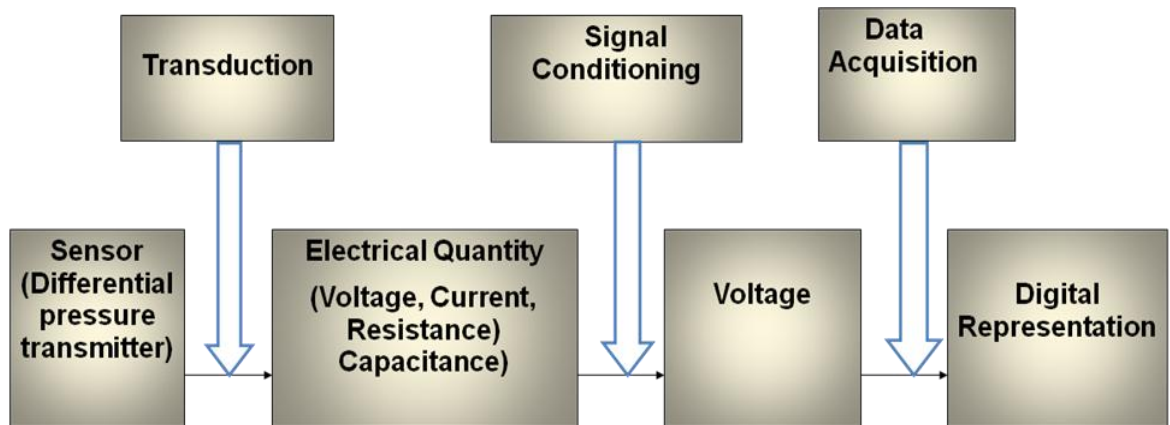 Transduction
Signal
Conditioning
Data
Acquisition
Sensor
(Differential
pressure
transmitter)
Electrical Quantity
(Voltage, Current,
Resistance)
Capacitance)
Voltage
Digital
Representation